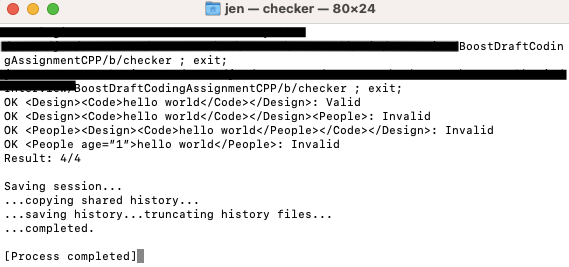 jen — checker — 80×24
BoostDraftCodin
gAssignmentCPP/b/checker ; exit;
/BoostDraftCodingAssignmentCPP/b/checker ; exit;
OK <Design><Code>hello world</Code></Design>: Valid
OK <Design><Code>hello world</Code></Design><People>: Invalid
OK <People><Design><Code>hello world</People></Code></Design>: Invalid
OK <People age=”1”>hello world</People>: Invalid
Result: 4/4
Saving session...
...copying shared history...
...saving history...truncating history files...
...completed.
[Process completed]